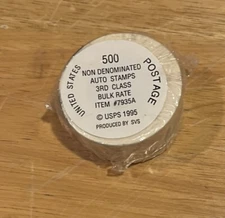 UNITED STATES
POSTAGE
500
NON DENOMINATED
AUTO STAMPS
3RD CLASS
BULK RATE
ITEM #7935A
© USPS 1995
PRODUCED BY SVS